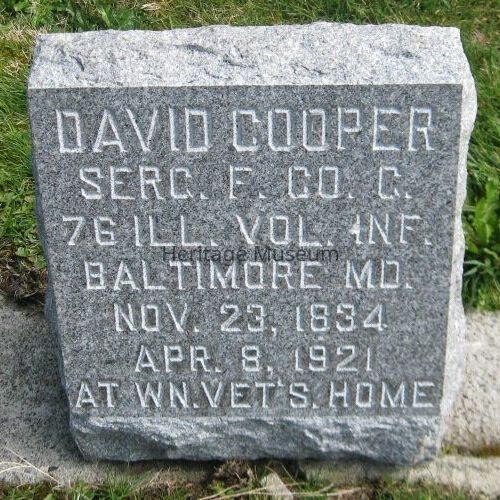 DAVID COOPER
SERG. F. CO. C.
76 ILL. VOL. INF.
Heritage Museum
BALTIMORE MD.
NOV. 23, 1834
APR. 8, 1921
AT WN. VET'S. HOME